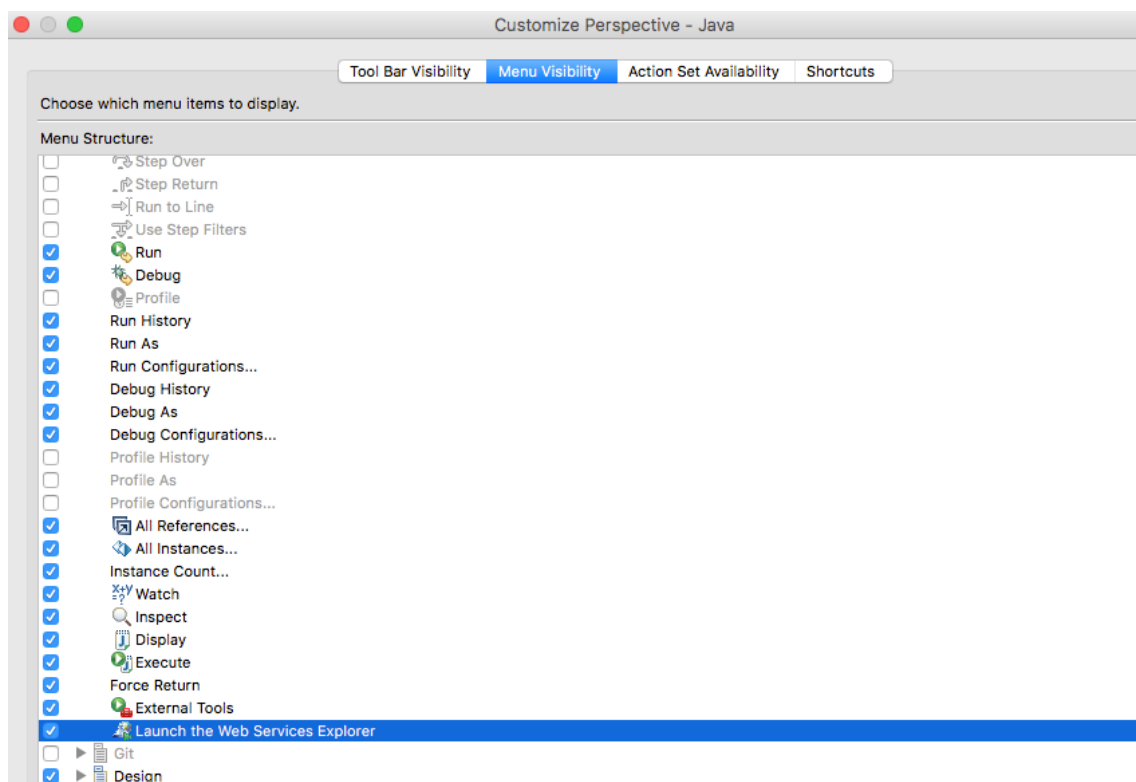 Customize Perspective - Java
Tool Bar Visibility Menu Visibility Action Set Availability Shortcuts
Choose which menu items to display.
Menu Structure:
Step Over
Step Return
Run to Line
Use Step Filters
Run
Debug
Profile
Run History
Run As
Run Configurations...
Debug History
Debug As
Debug Configurations...
Profile History
Profile As
Profile Configurations...
All References...
All Instances...
Instance Count...
Watch
Inspect
Display
Execute
Force Return
External Tools
Launch the Web Services Explorer
Git
Design